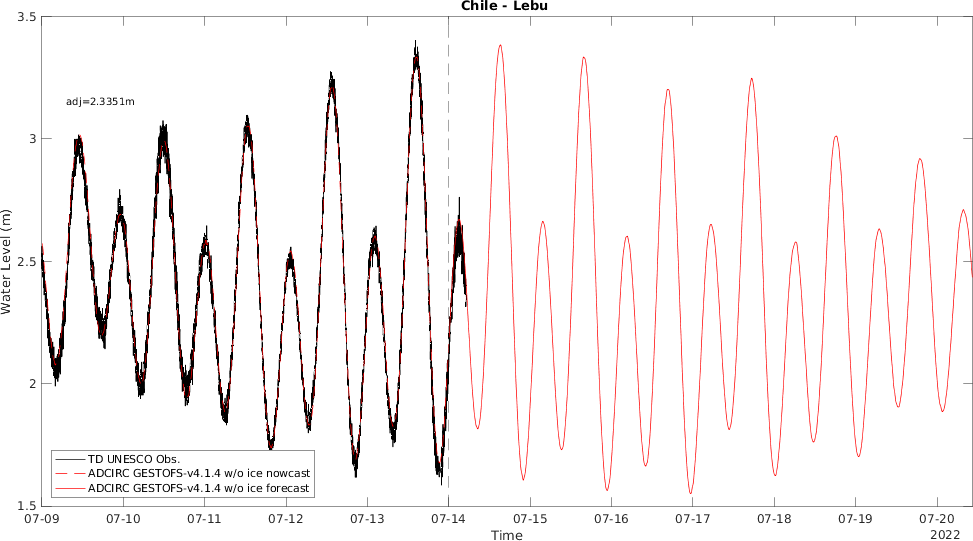 Chile - Lebu
3.5
adj=2.3351m
3
2.5
2
1.5
Water Level (m)
TD UNESCO Obs.
ADCIRC GESTOFS-v4.1.4 w/o ice nowcast
ADCIRC GESTOFS-v4.1.4 w/o ice forecast
07-09 07-10 07-11 07-12 07-13 07-14 07-15 07-16 07-17 07-18 07-19 07-20
Time
2022